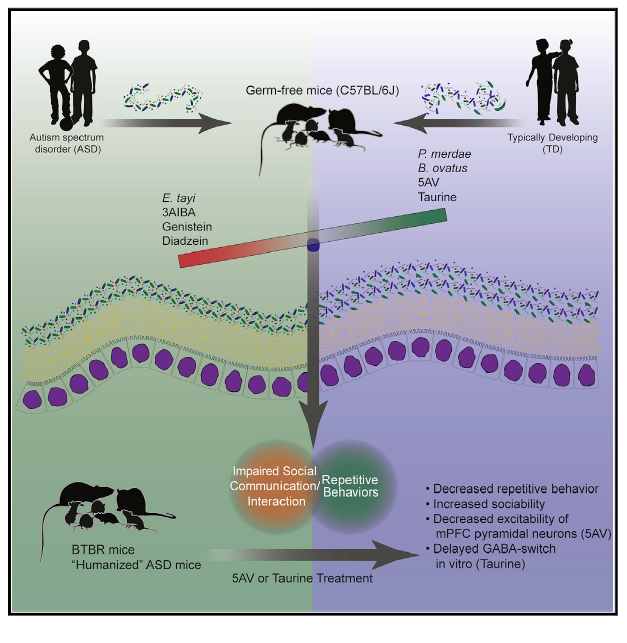 Germ-free mice (C57BL/6J)
Autism spectrum
disorder (ASD)
Typically Developing
(TD)
P. merdae
B. ovatus
5AV
Taurine
E. tayi
3AIBA
Genistein
Diadzein
Impaired Social
Communication/
Interaction
Repetitive
Behaviors
• Decreased repetitive behavior
• Increased sociability
• Decreased excitability of
mPFC pyramidal neurons (5AV)
• Delayed GABA-switch
in vitro (Taurine)
BTBR mice
“Humanized” ASD mice
5AV or Taurine Treatment